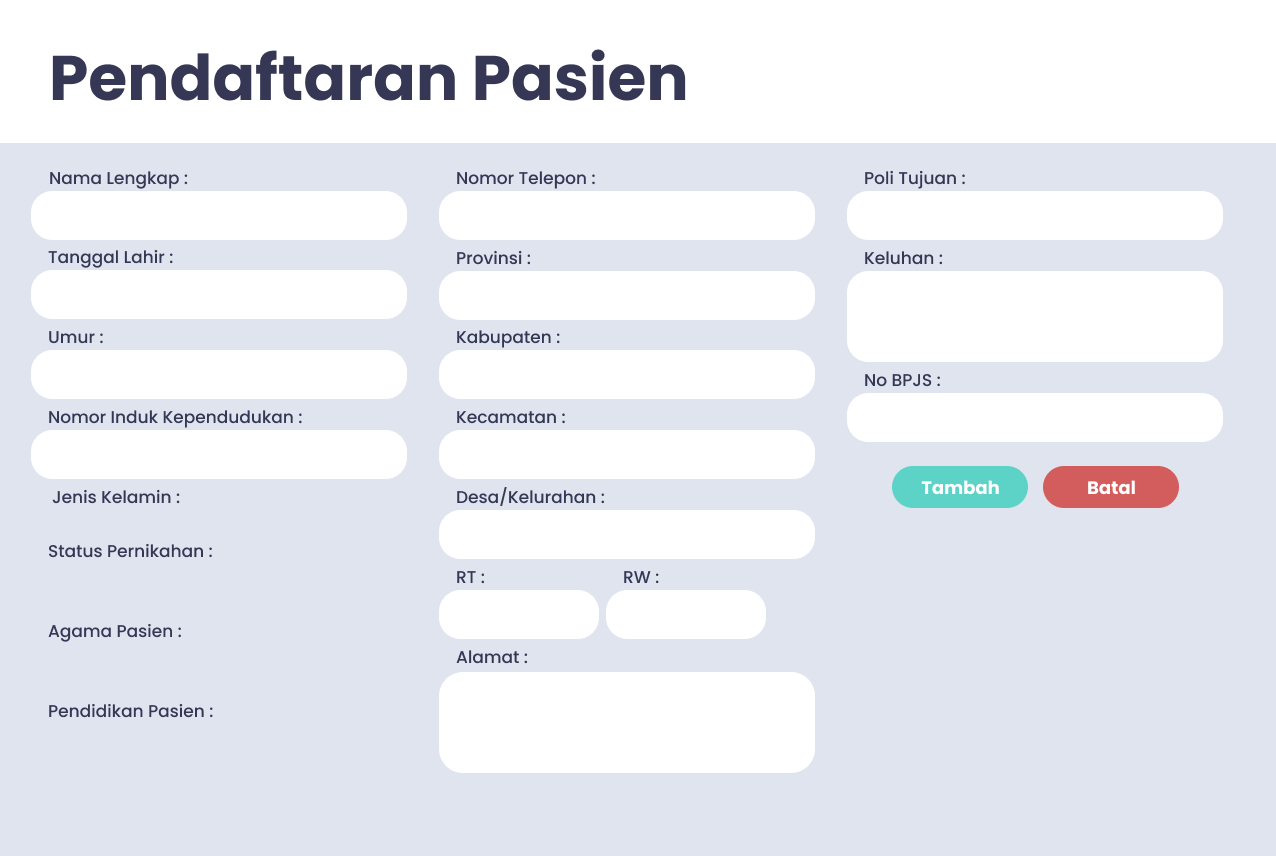 Pendaftaran Pasien
Nama Lengkap :
Tanggal Lahir :
Umur :
Nomor Induk Kependudukan :
Jenis Kelamin :
Status Pernikahan :
Agama Pasien :
Pendidikan Pasien :
Nomor Telepon :
Provinsi :
Kabupaten :
Kecamatan :
Desa/Kelurahan :
RT : RW :
Alamat :
Poli Tujuan :
Keluhan :
No BPJS :
Tambah Batal